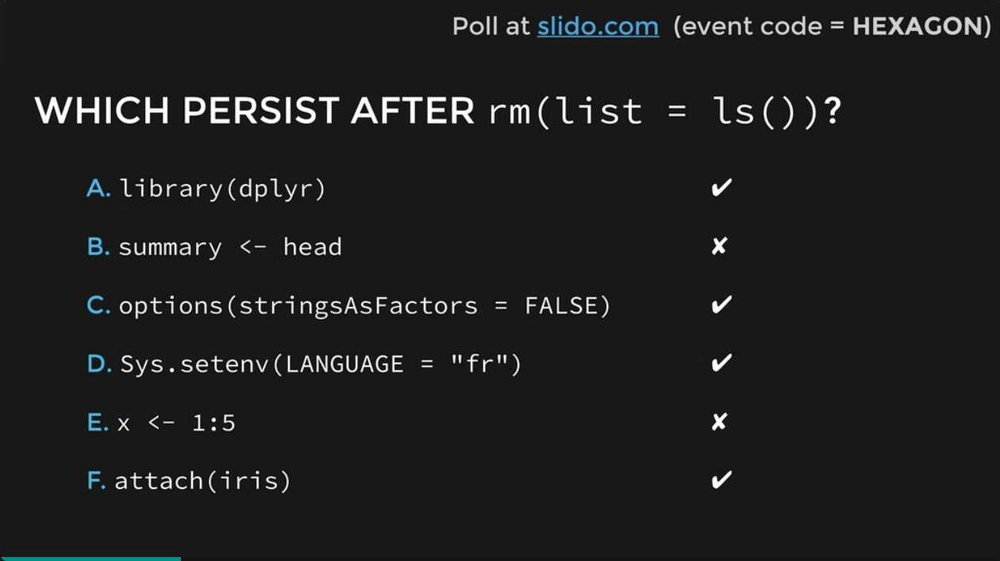 Poll at slido.com (event code = HEXAGON)
WHICH PERSIST AFTER rm(list = ls())?
A. library(dplyr) ✔
B. summary <- head ✘
C. options(stringsAsFactors = FALSE) ✔
D. Sys.setenv(LANGUAGE = "fr") ✔
E. x <- 1:5 ✘
F. attach(iris) ✔